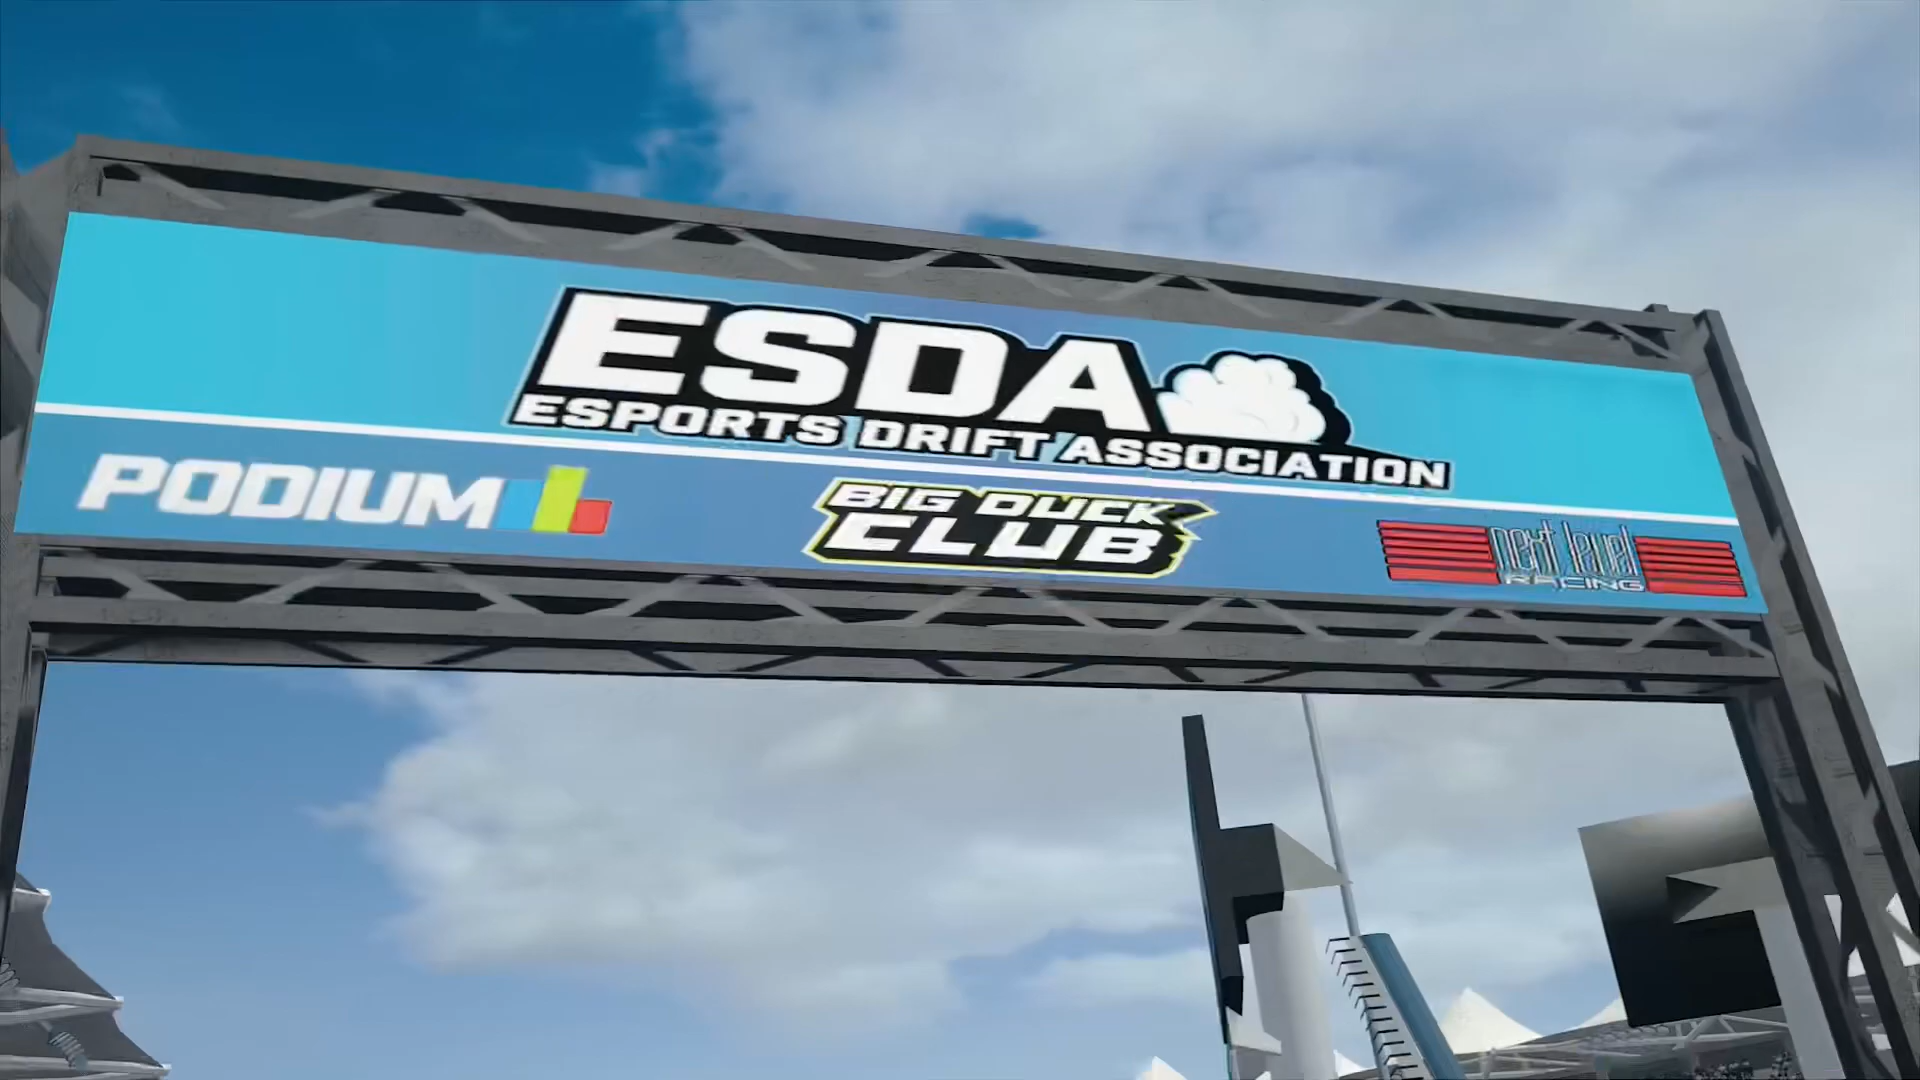 ESDA
ESPORTS DRIFT ASSOCIATION
PODIUM
BIG DUCK
CLUB
next level
RACING